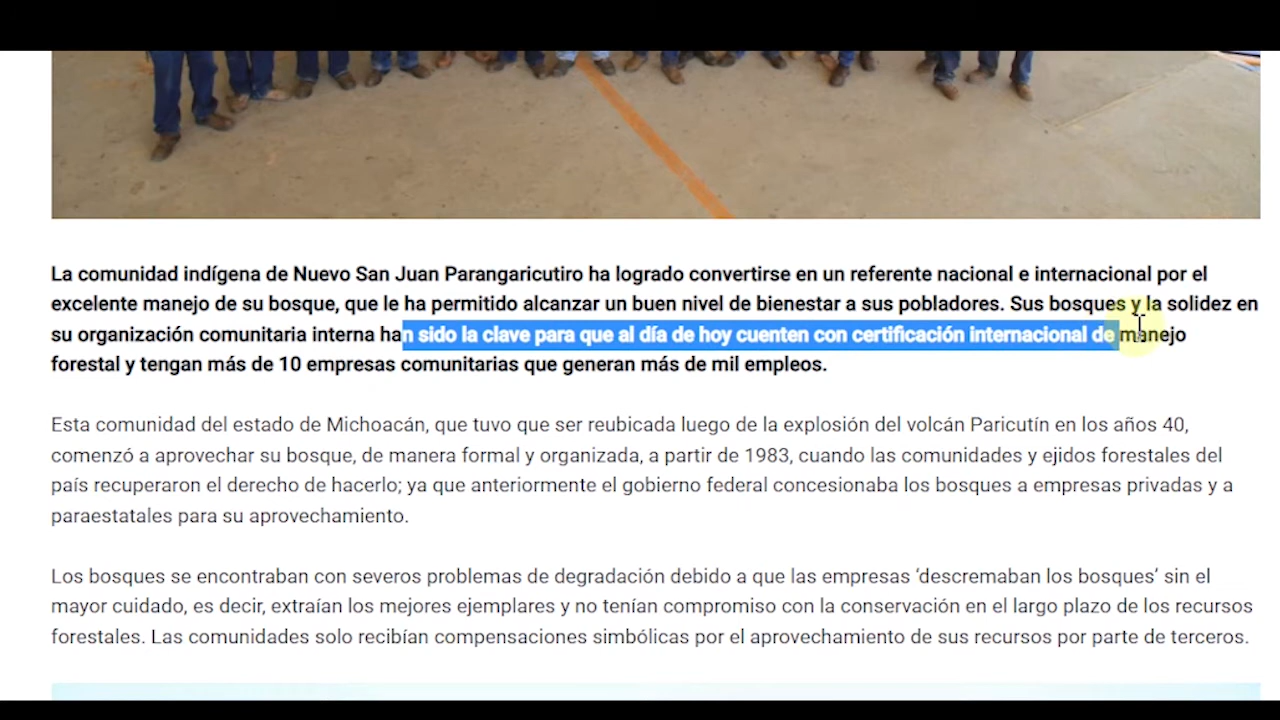 La comunidad indígena de Nuevo San Juan Parangaricutiro ha logrado convertirse en un referente nacional e internacional por el
excelente manejo de su bosque, que le ha permitido alcanzar un buen nivel de bienestar a sus pobladores. Sus bosques y la solidez en
su organización comunitaria interna han sido la clave para que al día de hoy cuenten con certificación internacional de manejo
forestal y tengan más de 10 empresas comunitarias que generan más de mil empleos.
Esta comunidad del estado de Michoacán, que tuvo que ser reubicada luego de la explosión del volcán Paricutín en los años 40,
comenzó a aprovechar su bosque, de manera formal y organizada, a partir de 1983, cuando las comunidades y ejidos forestales del
país recuperaron el derecho de hacerlo; ya que anteriormente el gobierno federal concesionaba los bosques a empresas privadas y a
paraestatales para su aprovechamiento.
Los bosques se encontraban con severos problemas de degradación debido a que las empresas ‘descremaban los bosques’ sin el
mayor cuidado, es decir, extraían los mejores ejemplares y no tenían compromiso con la conservación en el largo plazo de los recursos
forestales. Las comunidades solo recibían compensaciones simbólicas por el aprovechamiento de sus recursos por parte de terceros.